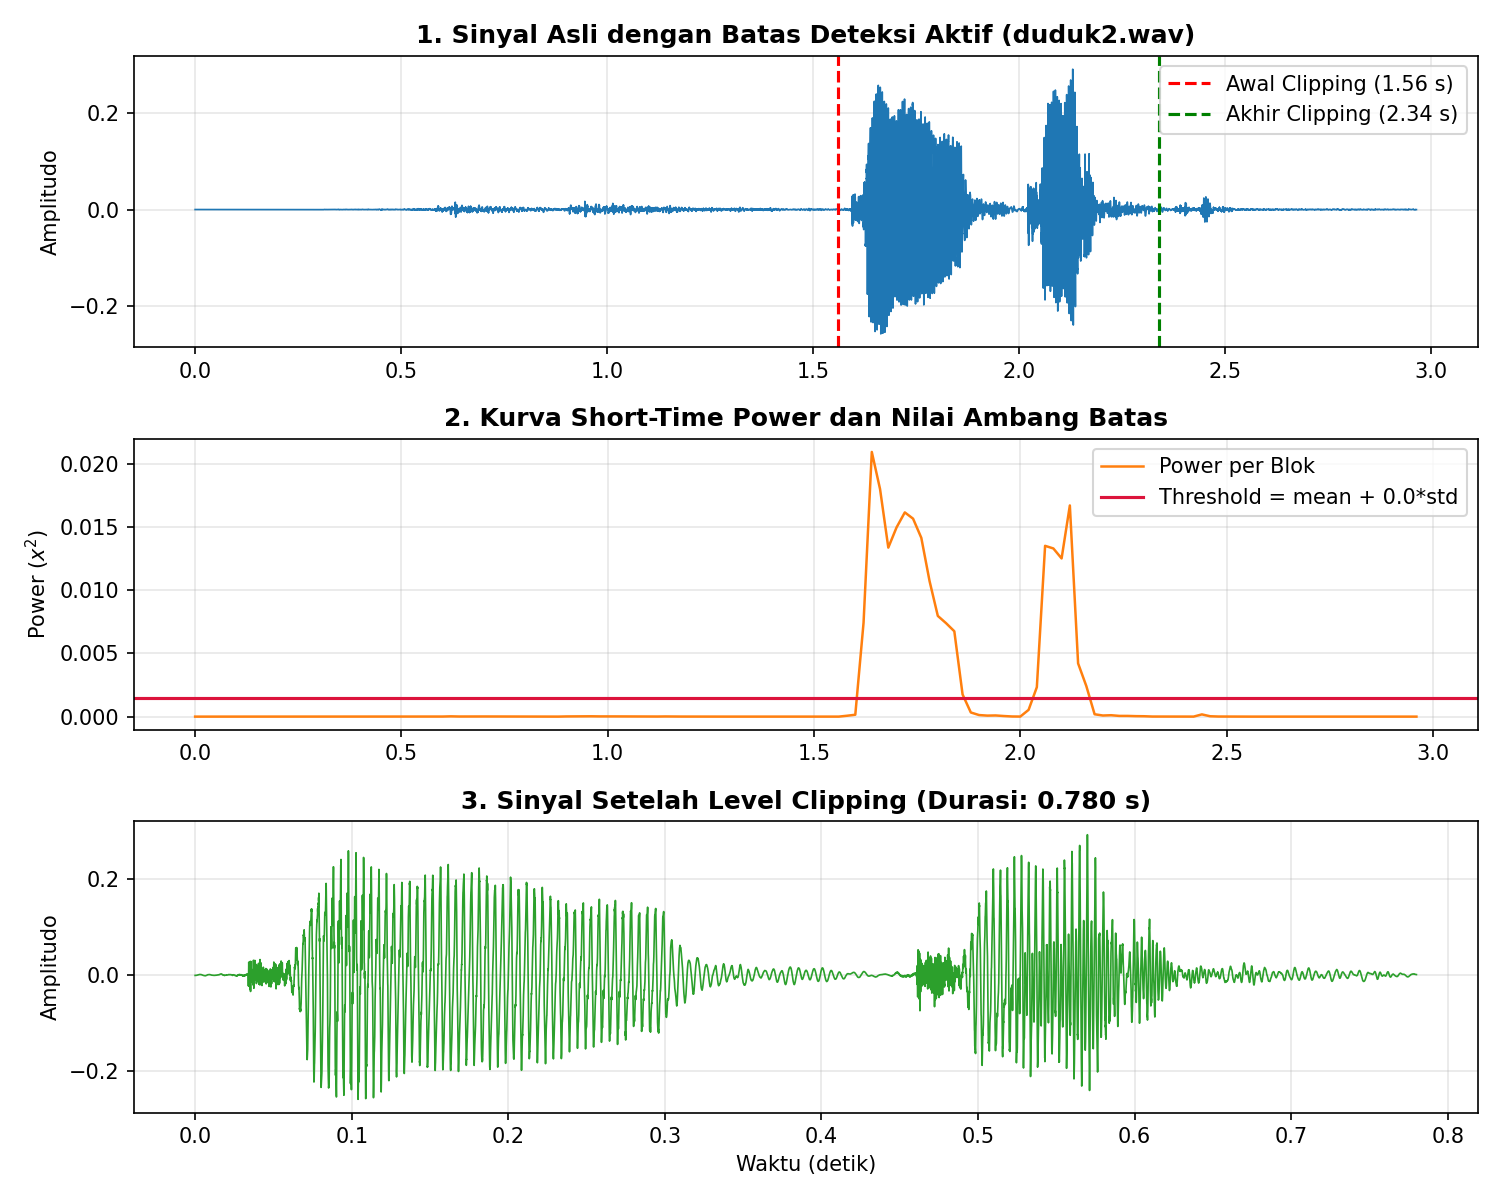 1. Sinyal Asli dengan Batas Deteksi Aktif (duduk2.wav)
Amplitudo
0.2
0.0
−0.2
Awal Clipping (1.56 s)
Akhir Clipping (2.34 s)
0.0 0.5 1.0 1.5 2.0 2.5 3.0
2. Kurva Short-Time Power dan Nilai Ambang Batas
Power (x²)
0.020
0.015
0.010
0.005
0.000
Power per Blok
Threshold = mean + 0.0*std
0.0 0.5 1.0 1.5 2.0 2.5 3.0
3. Sinyal Setelah Level Clipping (Durasi: 0.780 s)
Amplitudo
0.2
0.0
−0.2
0.0 0.1 0.2 0.3 0.4 0.5 0.6 0.7 0.8
Waktu (detik)